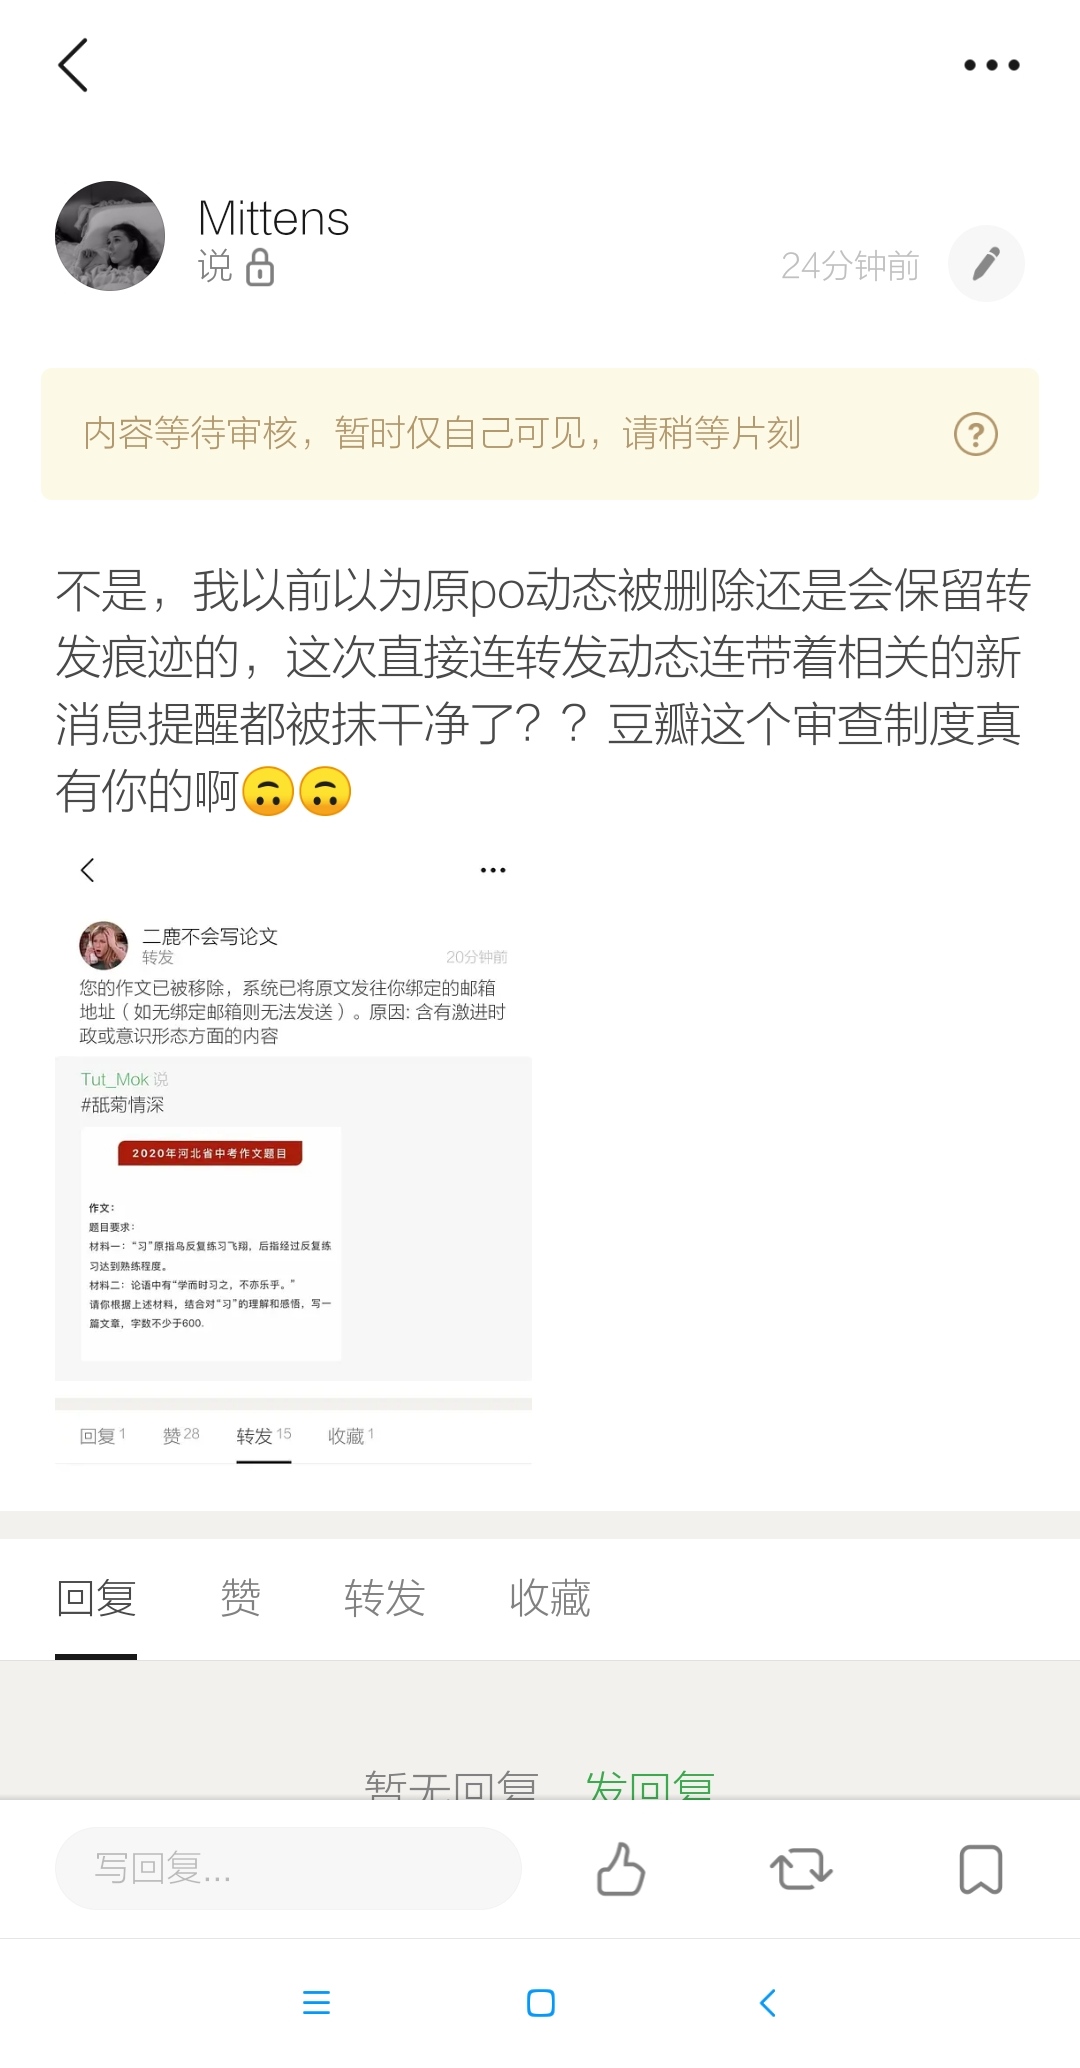 Mittens
说
24分钟前
内容等待审核，暂时仅自己可见，请稍等片刻
不是，我以前以为原po动态被删除还是会保留转
发痕迹的，这次直接连转发动态连带着相关的新
消息提醒都被抹干净了？？豆瓣这个审查制度真
有你的啊🙃🙃
二鹿不会写论文
转发
20分钟前
您的作文已被移除，系统已将原文发往你绑定的邮箱
地址（如无绑定邮箱则无法发送）。原因: 含有激进时
政或意识形态方面的内容
Tut_Mok 说
#舐菊情深
2020年河北省中考作文题目
作文：
题目要求：
材料一：“习”原指鸟反复练习飞翔，后指经过反复练
习达到熟练程度。
材料二：论语中有“学而时习之，不亦乐乎。”
请你根据上述材料，结合对“习”的理解和感悟，写一
篇文章，字数不少于600.
回复 1 赞 28 转发 15 收藏 1
回复 赞 转发 收藏
暂无回复 发回复
写回复...